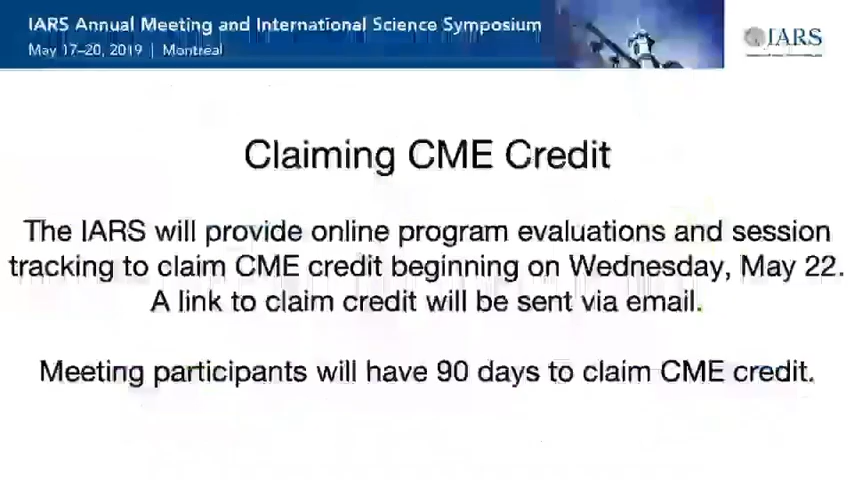 IARS Annual Meeting and International Science Symposium
May 17–20, 2019 | Montréal
IARS
Claiming CME Credit
The IARS will provide online program evaluations and session
tracking to claim CME credit beginning on Wednesday, May 22.
A link to claim credit will be sent via email.
Meeting participants will have 90 days to claim CME credit.